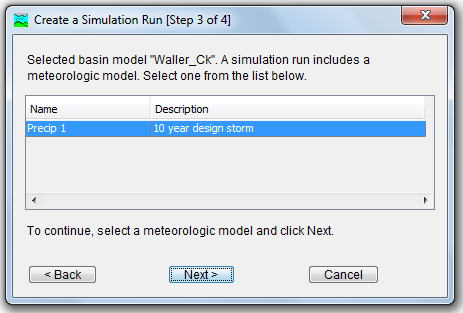 Create a Simulation Run [Step 3 of 4]
Selected basin model "Waller_Ck". A simulation run includes a
meteorologic model. Select one from the list below.
Name Description
Precip 1 10 year design storm
To continue, select a meteorologic model and click Next.
< Back Next > Cancel